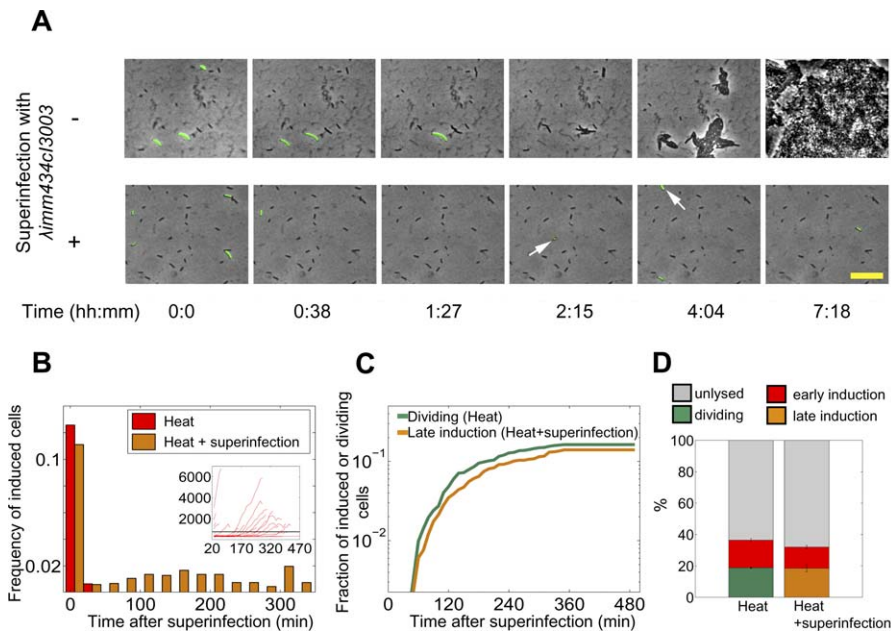 A
Superinfection with
λimm434cI3003
-
+
Time (hh:mm) 0:0 0:38 1:27 2:15 4:04 7:18
B
Frequency of induced cells
0.1
0.02
Heat
Heat + superinfection
6000
4000
2000
20 170 320 470
0 100 200 300
Time after superinfection (min)
C
Fraction of induced or dividing
cells
Dividing (Heat)
Late induction (Heat+superinfection)
10⁻¹
10⁻²
0 120 240 360 480
Time after superinfection (min)
D
unlysed early induction
dividing late induction
%
100
80
60
40
20
0
Heat Heat
+superinfection